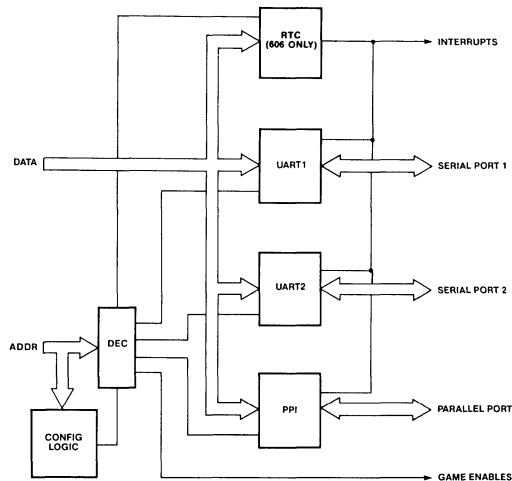 RTC
(606 ONLY)
INTERRUPTS
DATA
UART1
SERIAL PORT 1
UART2
SERIAL PORT 2
ADDR
DEC
CONFIG
LOGIC
PPI
PARALLEL PORT
GAME ENABLES